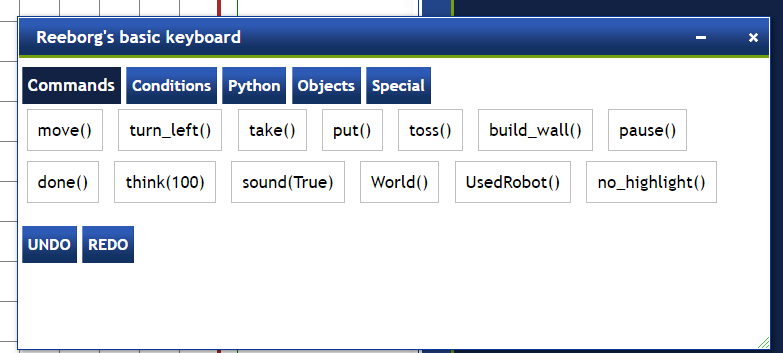 Reeborg's basic keyboard
Commands Conditions Python Objects Special
move() turn_left() take() put() toss() build_wall() pause()
done() think(100) sound(True) World() UsedRobot() no_highlight()
UNDO REDO